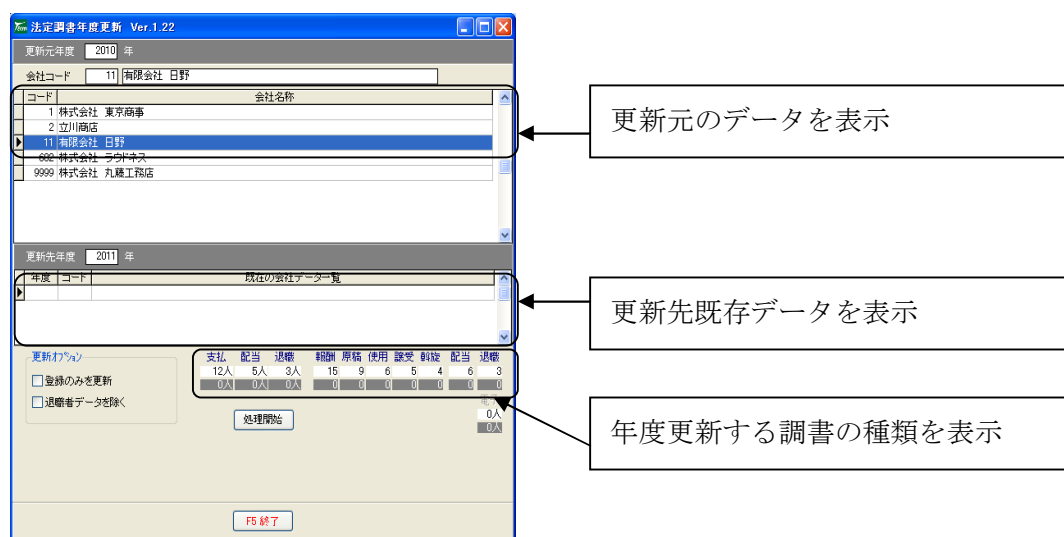 法定調書年度更新 Ver.1.22
更新元年度 2010 年
会社コード 11 有限会社 日野
コード 会社名称
1 株式会社 東京商事
2 立川商店
11 有限会社 日野
602 株式会社 ラウドネス
9999 株式会社 丸藤工務店
更新元のデータを表示
更新先年度 2011 年
年度 コード 既存の会社データ一覧
更新先既存データを表示
更新オプション
登録のみを更新
退職者データを除く
支払 配当 退職 報酬 原稿 使用 譲受 斡旋 配当 退職
12人 5人 3人 15 9 6 5 4 6 3
0人 0人 0人 0 0 0 0 0 0 0
0人
0人
処理開始
年度更新する調書の種類を表示
F5 終了